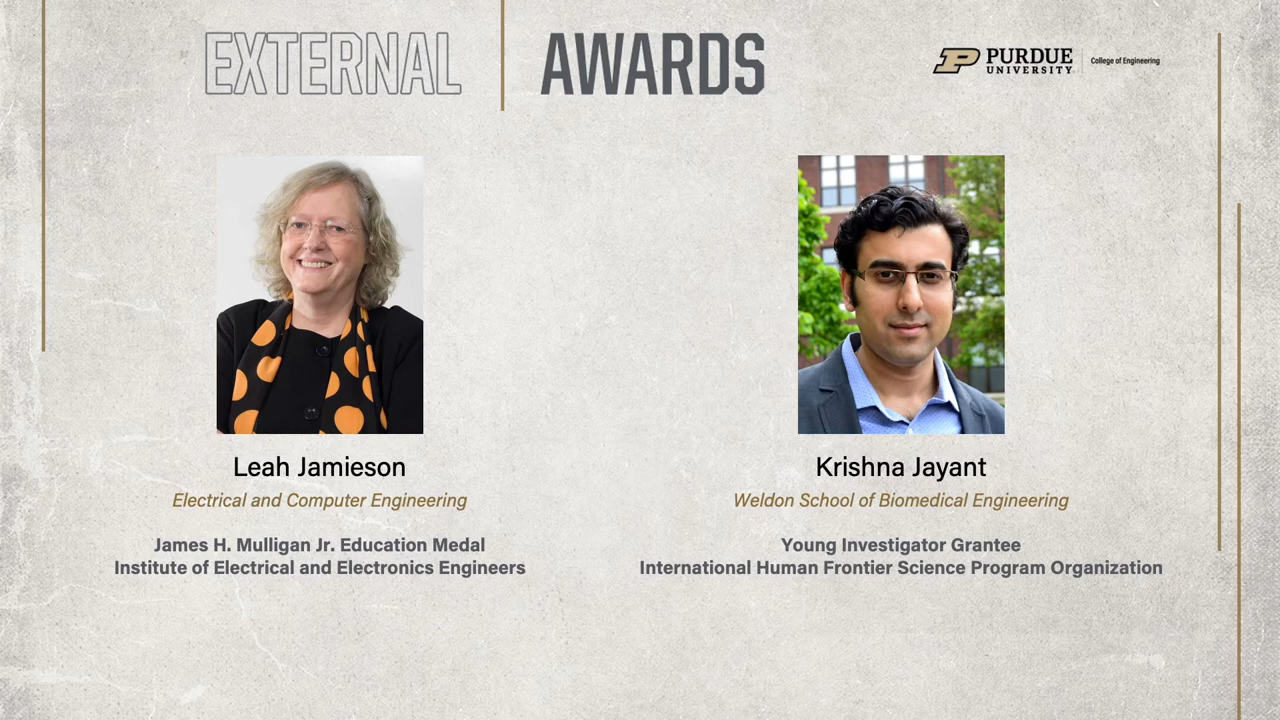 EXTERNAL AWARDS
PURDUE UNIVERSITY College of Engineering
Leah Jamieson
Electrical and Computer Engineering
James H. Mulligan Jr. Education Medal
Institute of Electrical and Electronics Engineers
Krishna Jayant
Weldon School of Biomedical Engineering
Young Investigator Grantee
International Human Frontier Science Program Organization